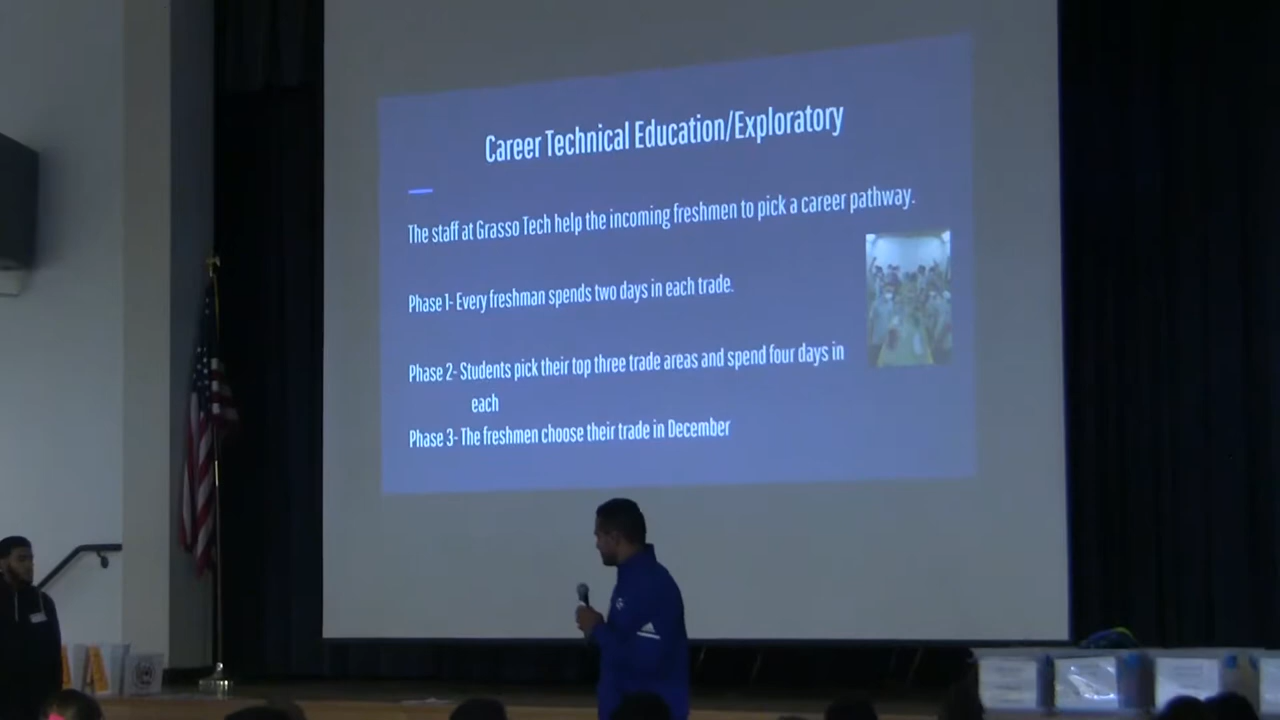 Career Technical Education/Exploratory
The staff at Grasso Tech help the incoming freshmen to pick a career pathway.
Phase 1- Every freshman spends two days in each trade.
Phase 2- Students pick their top three trade areas and spend four days in
each
Phase 3- The freshmen choose their trade in December